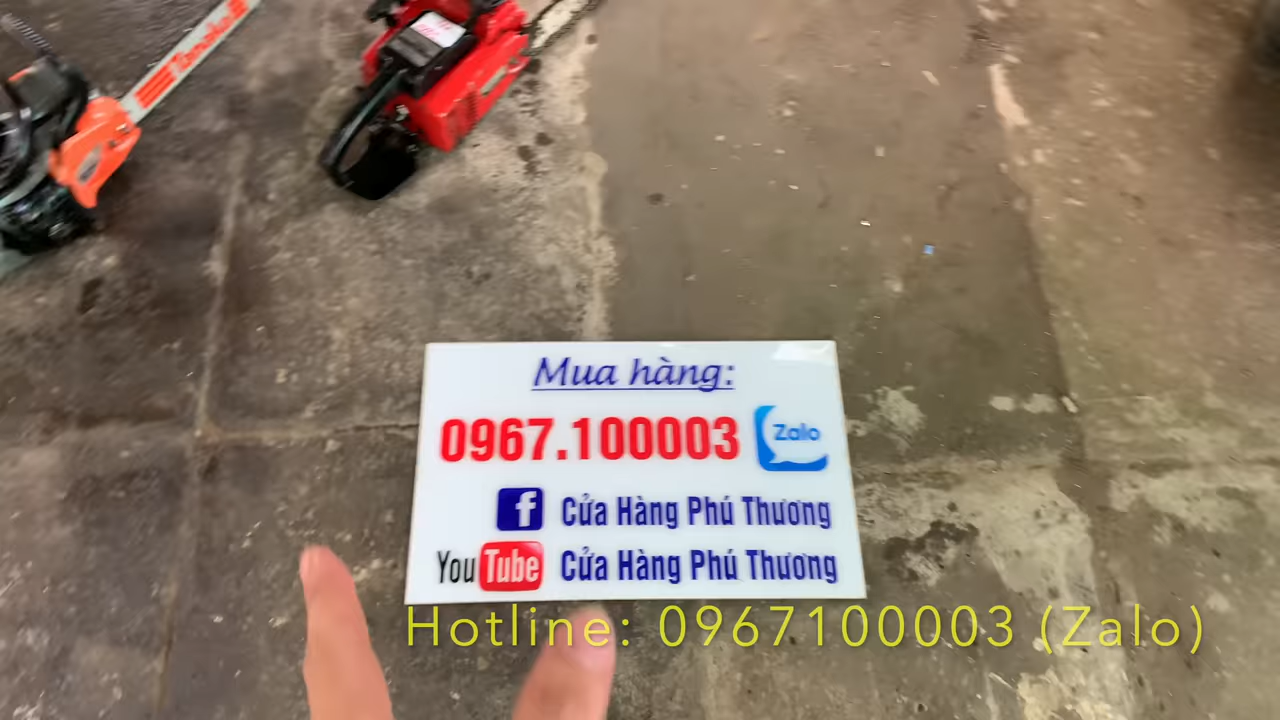 Mua hàng:
0967.100003 Zalo
f Cửa Hàng Phú Thương
YouTube Cửa Hàng Phú Thương
Hotline: 0967100003 (Zalo)